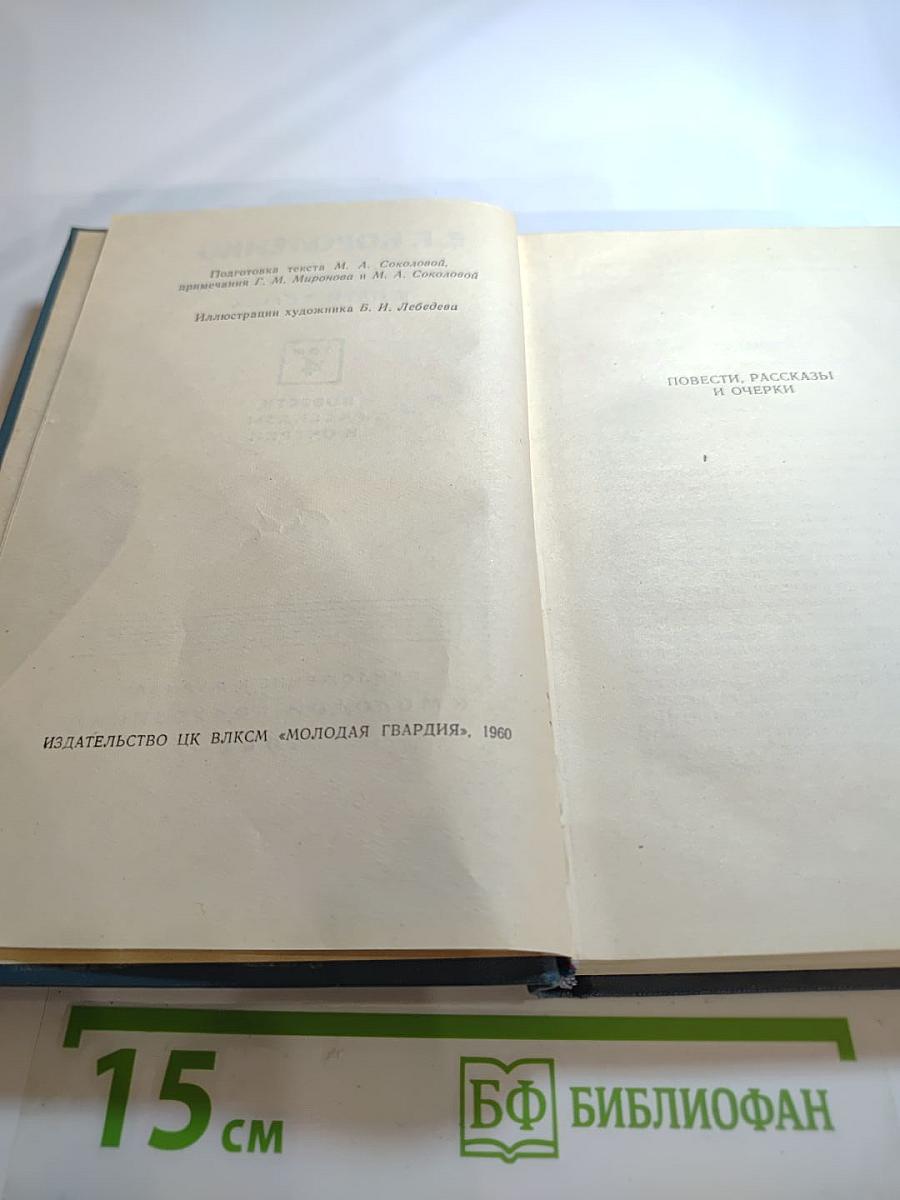 Подготовка текста М. А. Соколовой,
примечания Г. М. Миронова и М. А. Соколовой
Иллюстрации художника Б. И. Лебедева
ИЗДАТЕЛЬСТВО ЦК ВЛКСМ «МОЛОДАЯ ГВАРДИЯ», 1960
ПОВЕСТИ, РАССКАЗЫ
И ОЧЕРКИ
15 см
БФ БИБЛИОФАН